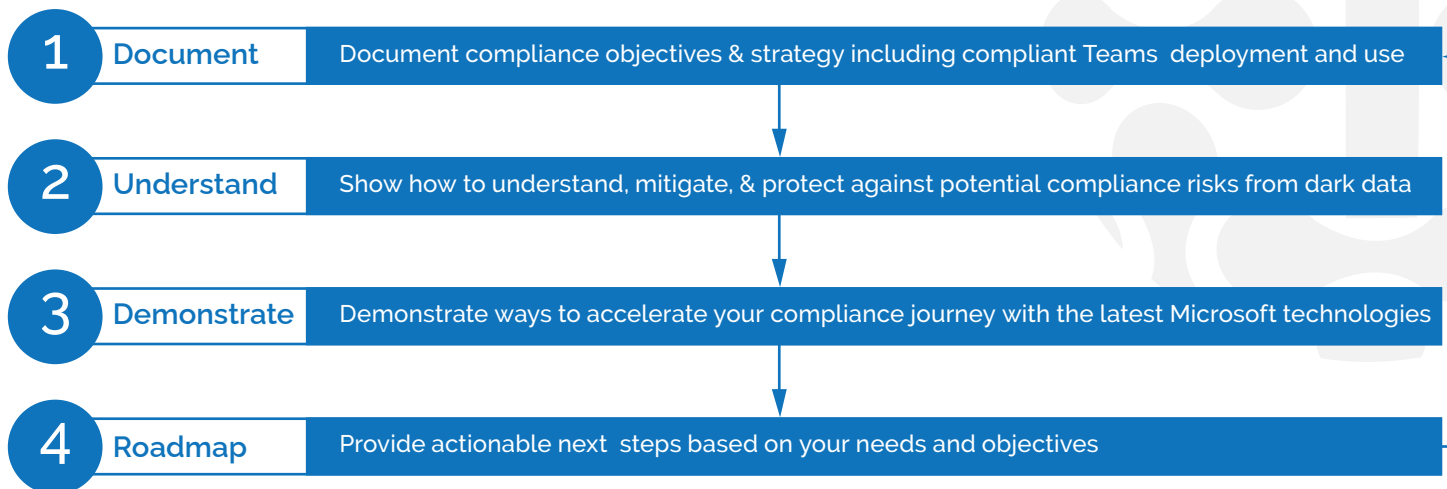 1 Document Document compliance objectives & strategy including compliant Teams deployment and use
2 Understand Show how to understand, mitigate, & protect against potential compliance risks from dark data
3 Demonstrate Demonstrate ways to accelerate your compliance journey with the latest Microsoft technologies
4 Roadmap Provide actionable next steps based on your needs and objectives